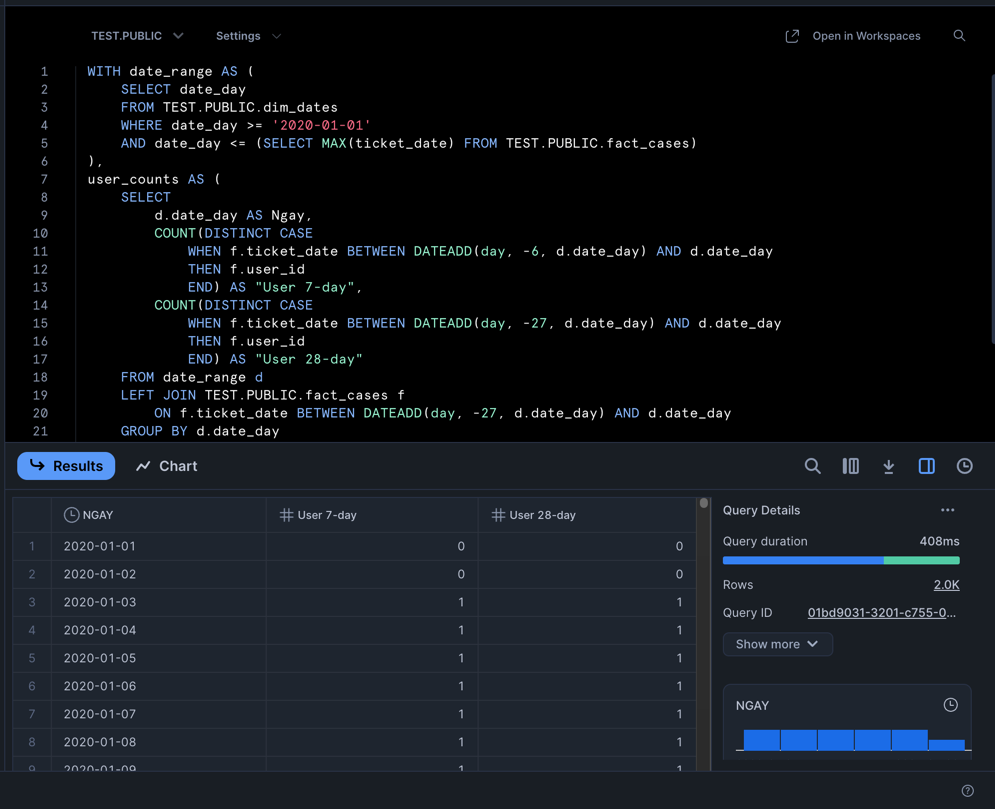 TEST.PUBLIC Settings Open in Workspaces
1 WITH date_range AS (
2 SELECT date_day
3 FROM TEST.PUBLIC.dim_dates
4 WHERE date_day >= '2020-01-01'
5 AND date_day <= (SELECT MAX(ticket_date) FROM TEST.PUBLIC.fact_cases)
6 ),
7 user_counts AS (
8 SELECT
9 d.date_day AS Ngay,
10 COUNT(DISTINCT CASE
11 WHEN f.ticket_date BETWEEN DATEADD(day, -6, d.date_day) AND d.date_day
12 THEN f.user_id
13 END) AS "User 7-day",
14 COUNT(DISTINCT CASE
15 WHEN f.ticket_date BETWEEN DATEADD(day, -27, d.date_day) AND d.date_day
16 THEN f.user_id
17 END) AS "User 28-day"
18 FROM date_range d
19 LEFT JOIN TEST.PUBLIC.fact_cases f
20 ON f.ticket_date BETWEEN DATEADD(day, -27, d.date_day) AND d.date_day
21 GROUP BY d.date_day
Results Chart
NGAY User 7-day User 28-day
1 2020-01-01 0 0
2 2020-01-02 0 0
3 2020-01-03 1 1
4 2020-01-04 1 1
5 2020-01-05 1 1
6 2020-01-06 1 1
7 2020-01-07 1 1
8 2020-01-08 1 1
9 2020-01-09 1 1
Query Details
Query duration 408ms
Rows 2.0K
Query ID 01bd9031-3201-c755-0...
Show more
NGAY